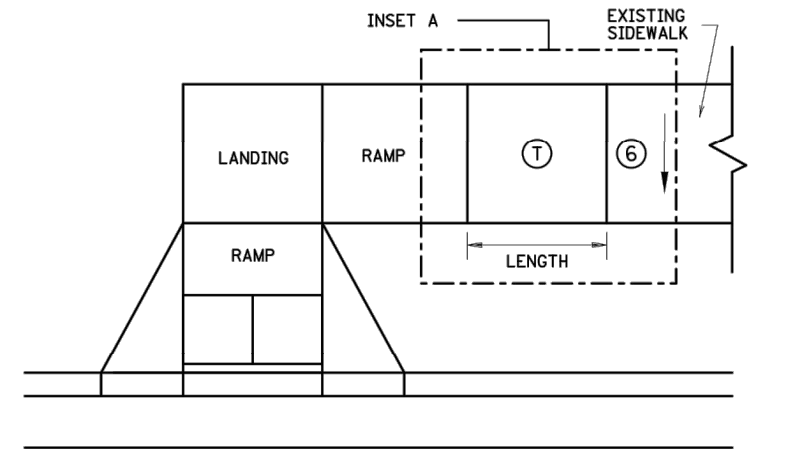 INSET A
EXISTING
SIDEWALK
LANDING
RAMP
T
6
RAMP
LENGTH